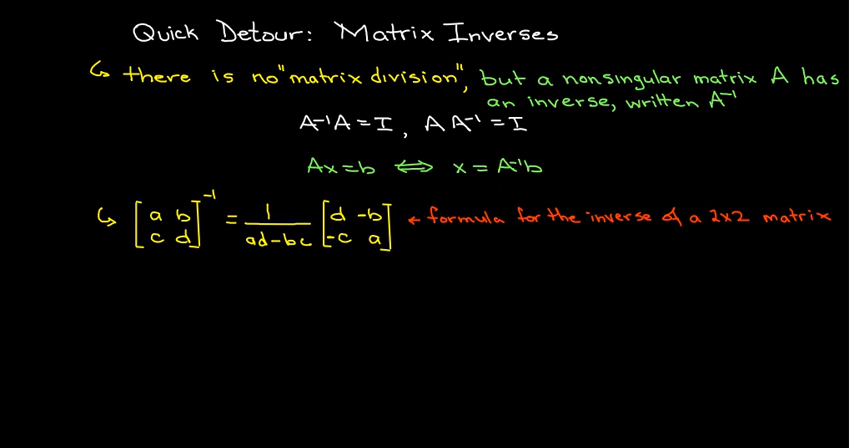 Quick Detour: Matrix Inverses
↳ there is no "matrix division", but a nonsingular matrix A has
an inverse, written A⁻¹
A⁻¹A = I, A A⁻¹ = I
Ax = b ⟺ x = A⁻¹b
↳ [a b; c d]⁻¹ = 1/(ad-bc) [d -b; -c a] ← formula for the inverse of a 2x2 matrix